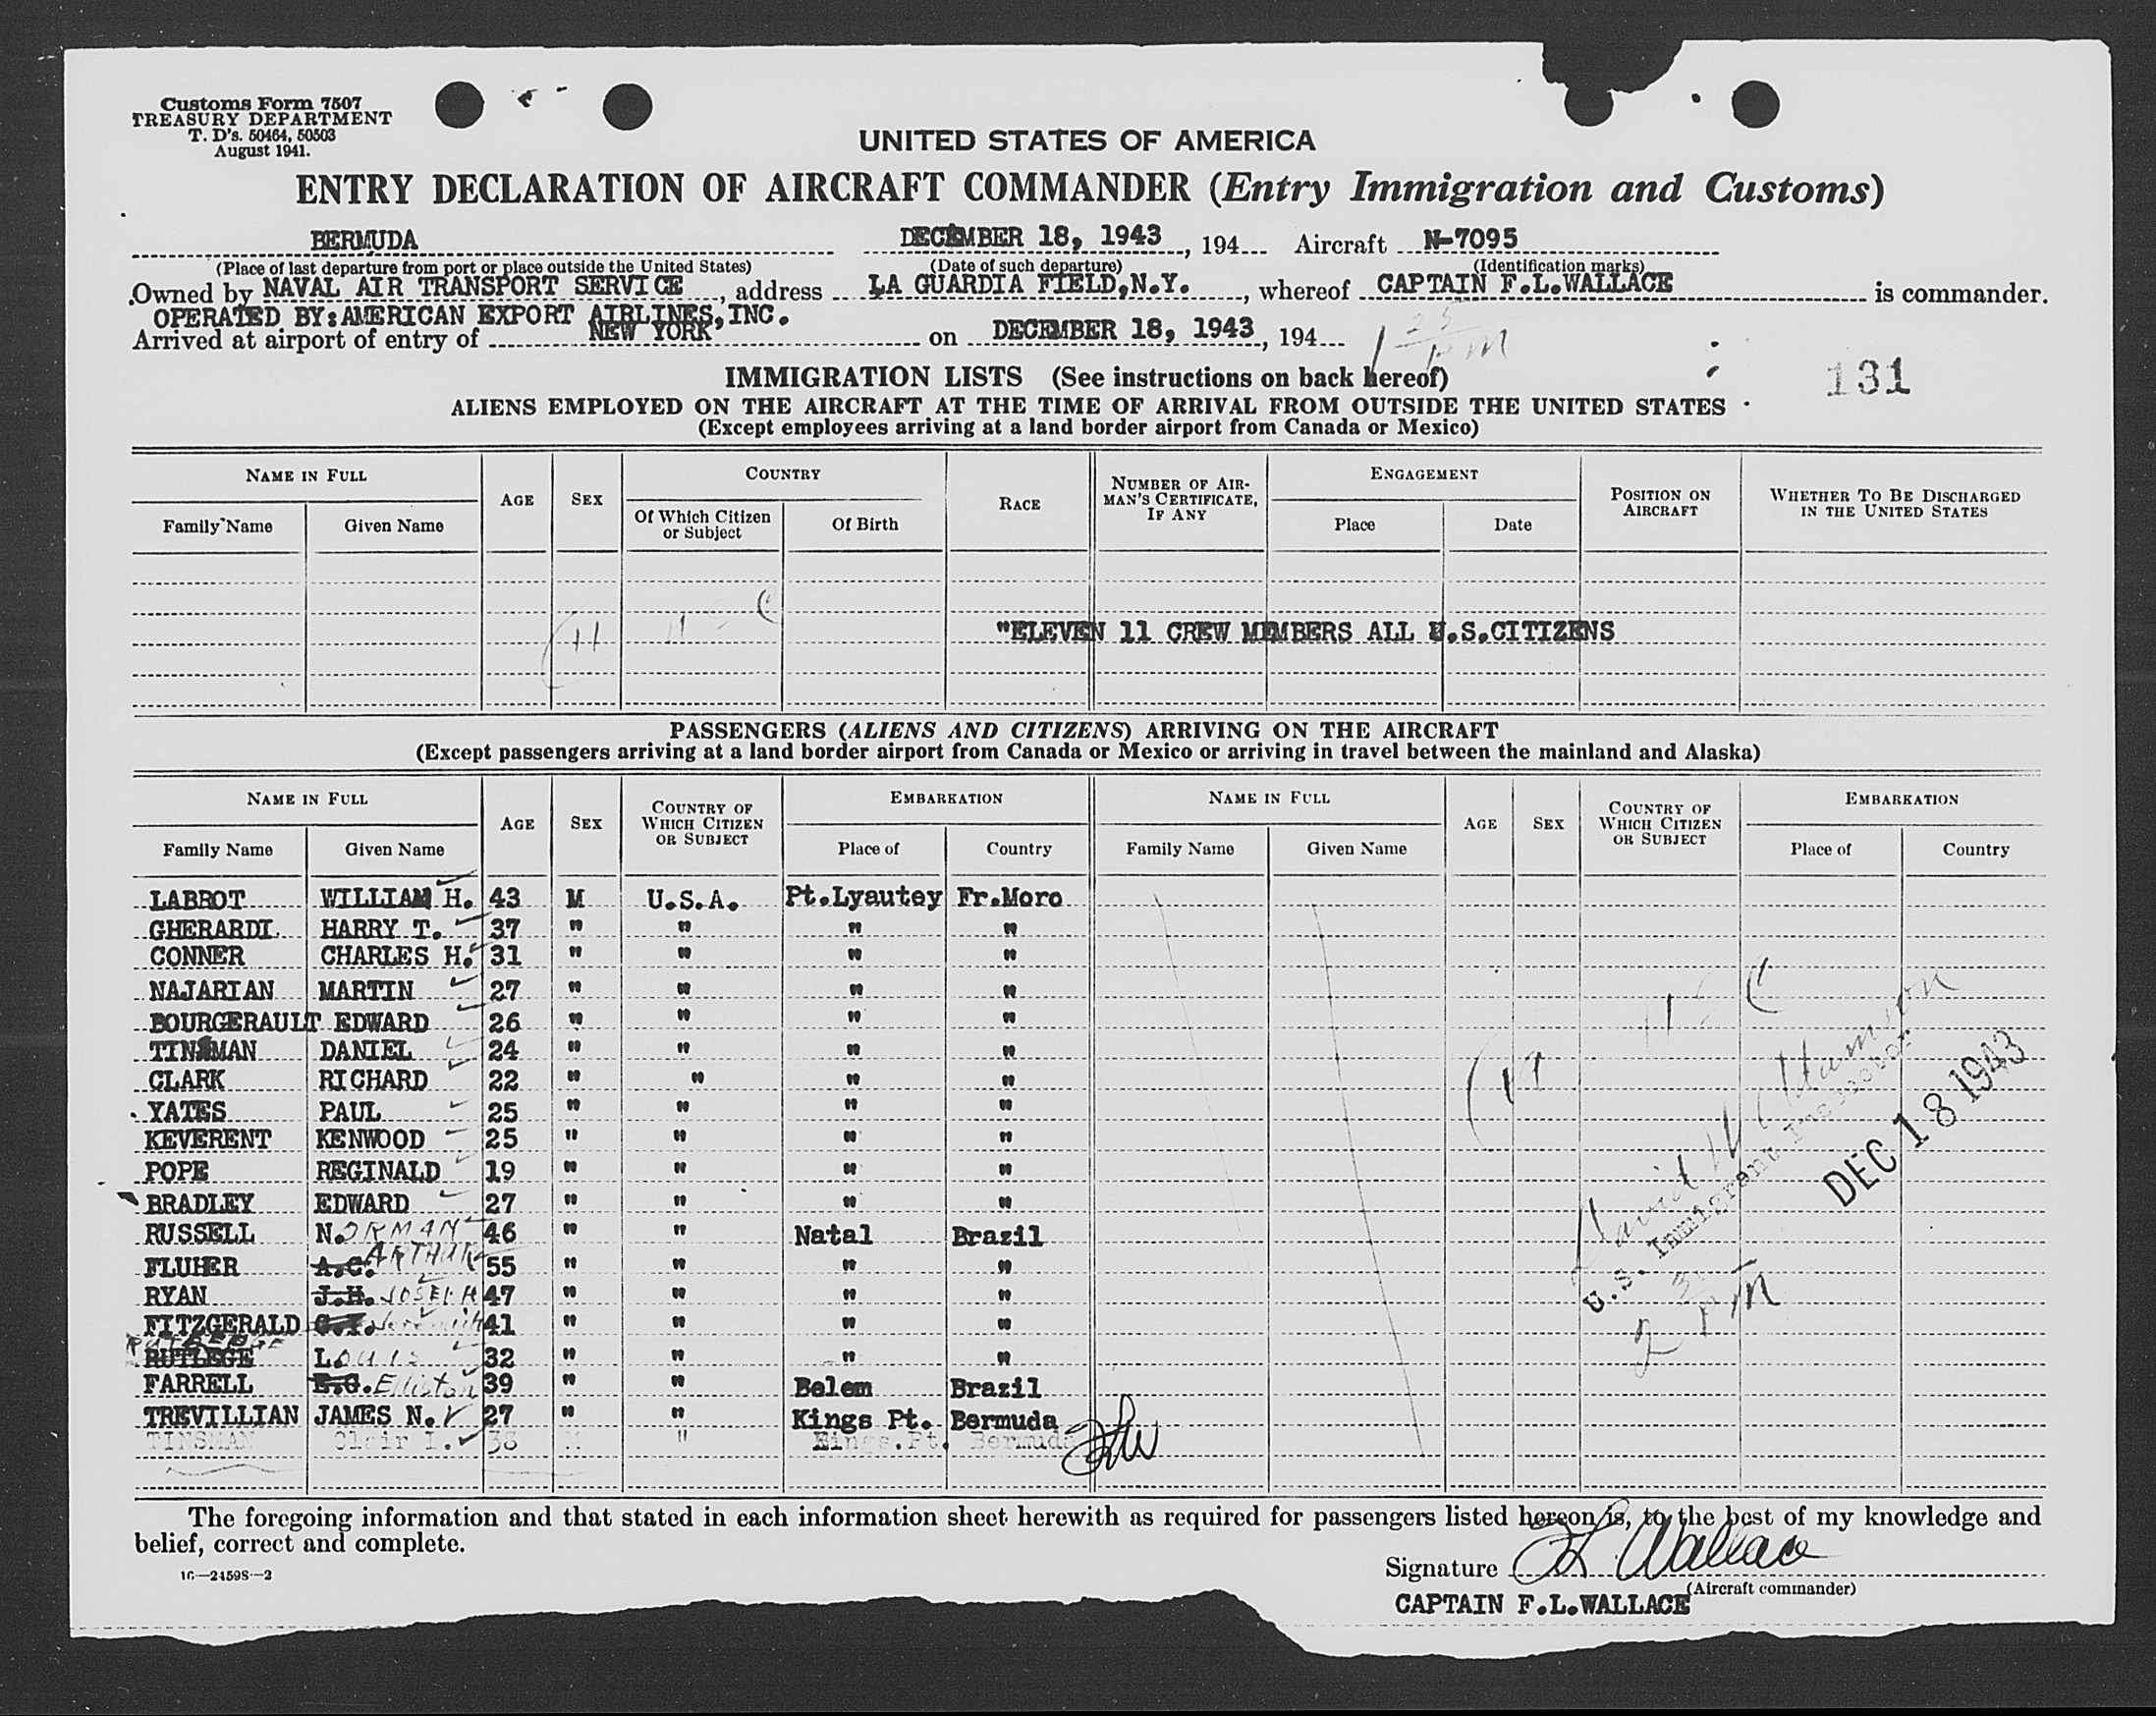 Customs Form 7507
TREASURY DEPARTMENT
T. D's. 50464, 50503
August 1941.
UNITED STATES OF AMERICA
ENTRY DECLARATION OF AIRCRAFT COMMANDER (Entry Immigration and Customs)
BERMUDA DECEMBER 18, 1943, 194 Aircraft N-7095
(Place of last departure from port or place outside the United States) (Date of such departure) (Identification marks)
Owned by NAVAL AIR TRANSPORT SERVICE, address LA GUARDIA FIELD,N.Y., whereof CAPTAIN F.L.WALLACE is commander.
OPERATED BY:AMERICAN EXPORT AIRLINES,INC.
Arrived at airport of entry of NEW YORK on DECEMBER 18, 1943, 194 1 25 PM
IMMIGRATION LISTS (See instructions on back hereof)
131
ALIENS EMPLOYED ON THE AIRCRAFT AT THE TIME OF ARRIVAL FROM OUTSIDE THE UNITED STATES
(Except employees arriving at a land border airport from Canada or Mexico)
NAME IN FULL AGE SEX COUNTRY RACE NUMBER OF AIRMAN'S CERTIFICATE, IF ANY ENGAGEMENT POSITION ON AIRCRAFT WHETHER TO BE DISCHARGED IN THE UNITED STATES
Family Name Given Name Of Which Citizen or Subject Of Birth Place Date
11 USC
"ELEVEN 11 CREW MEMBERS ALL U.S.CITIZENS
PASSENGERS (ALIENS AND CITIZENS) ARRIVING ON THE AIRCRAFT
(Except passengers arriving at a land border airport from Canada or Mexico or arriving in travel between the mainland and Alaska)
NAME IN FULL AGE SEX COUNTRY OF WHICH CITIZEN OR SUBJECT EMBARKATION NAME IN FULL AGE SEX COUNTRY OF WHICH CITIZEN OR SUBJECT EMBARKATION
Family Name Given Name Place of Country Family Name Given Name Place of Country
LABROT WILLIAM H. 43 M U.S.A. Pt.Lyautey Fr.Moro
GHERARDI HARRY T. 37 " " " "
CONNER CHARLES H. 31 " " " "
NAJARIAN MARTIN 27 " " " "
BOURGERAULT EDWARD 26 " " " "
TINSMAN DANIEL 24 " " " "
CLARK RICHARD 22 " " " "
YATES PAUL 25 " " " "
KEVERENT KENWOOD 25 " " " "
POPE REGINALD 19 " " " "
BRADLEY EDWARD 27 " " " "
RUSSELL NORMAN 46 " " Natal Brazil
FLUHER A.C. ARTHUR 55 " " " "
RYAN J.H. JOSEPH 47 " " " "
FITZGERALD 41 " " " "
RUTLEGE LOUIS 32 " " " "
FARRELL E.G. Elliston 39 " " Belem Brazil
TREVILLIAN JAMES N. 27 " " Kings Pt. Bermuda
TINSMAN Clair I. 38 M " Kings.Pt. Bermuda
FLW
19 USC
U.S. Immigrant Inspector
DEC 18 1943
2 PM
The foregoing information and that stated in each information sheet herewith as required for passengers listed hereon is, to the best of my knowledge and
belief, correct and complete.
16—24598—2
Signature F L Wallace
(Aircraft commander)
CAPTAIN F.L.WALLACE